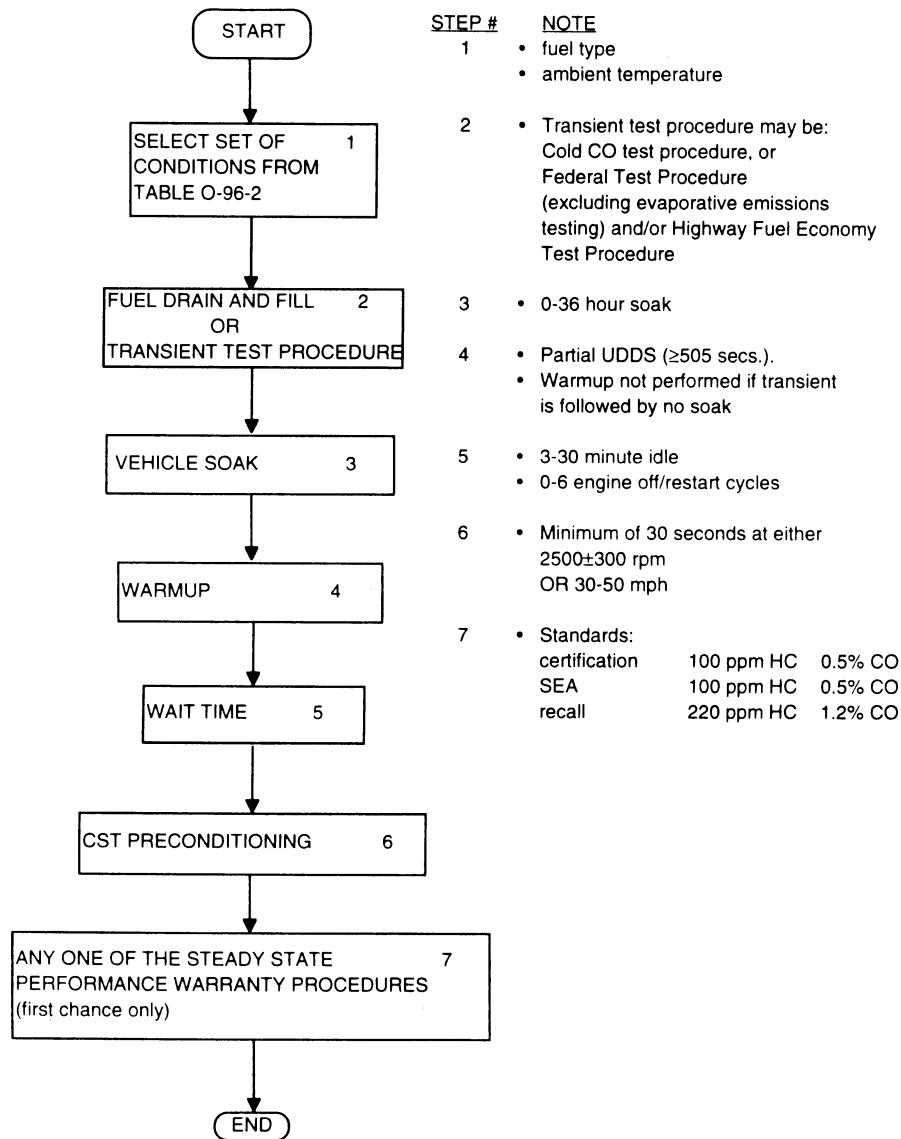 START
SELECT SET OF 1
CONDITIONS FROM
TABLE O-96-2
FUEL DRAIN AND FILL 2
OR
TRANSIENT TEST PROCEDURE
VEHICLE SOAK 3
WARMUP 4
WAIT TIME 5
CST PRECONDITIONING 6
ANY ONE OF THE STEADY STATE 7
PERFORMANCE WARRANTY PROCEDURES
(first chance only)
END
STEP # NOTE
1 • fuel type
• ambient temperature
2 • Transient test procedure may be:
Cold CO test procedure, or
Federal Test Procedure
(excluding evaporative emissions
testing) and/or Highway Fuel Economy
Test Procedure
3 • 0-36 hour soak
4 • Partial UDDS (≥505 secs.).
• Warmup not performed if transient
is followed by no soak
5 • 3-30 minute idle
• 0-6 engine off/restart cycles
6 • Minimum of 30 seconds at either
2500±300 rpm
OR 30-50 mph
7 • Standards:
certification 100 ppm HC 0.5% CO
SEA 100 ppm HC 0.5% CO
recall 220 ppm HC 1.2% CO